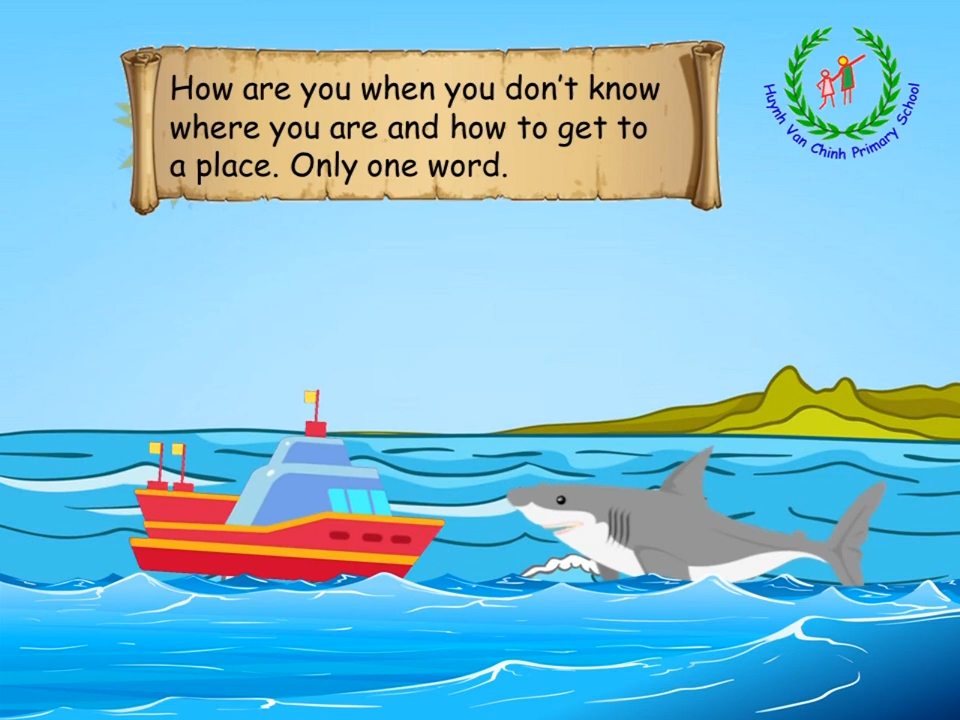 How are you when you don't know
where you are and how to get to
a place. Only one word.
Huynh Van Chinh Primary School